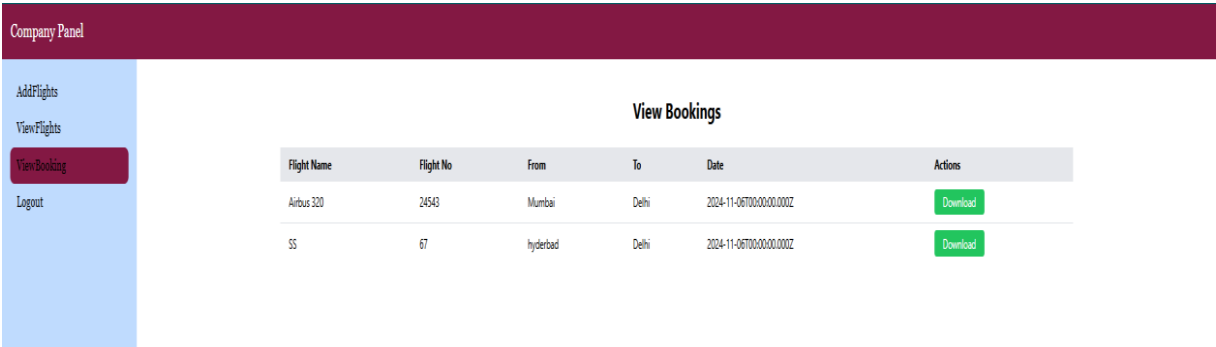 Company Panel
AddFlights
ViewFlights
ViewBooking
Logout
View Bookings
Flight Name Flight No From To Date Actions
Airbus 320 24543 Mumbai Delhi 2024-11-06T00:00:00.000Z Download
SS 67 hyderbad Delhi 2024-11-06T00:00:00.000Z Download